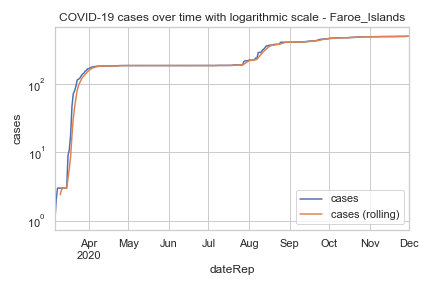 COVID-19 cases over time with logarithmic scale - Faroe_Islands
cases
10²
10¹
10⁰
cases
cases (rolling)
Apr May Jun Jul Aug Sep Oct Nov Dec
2020
dateRep